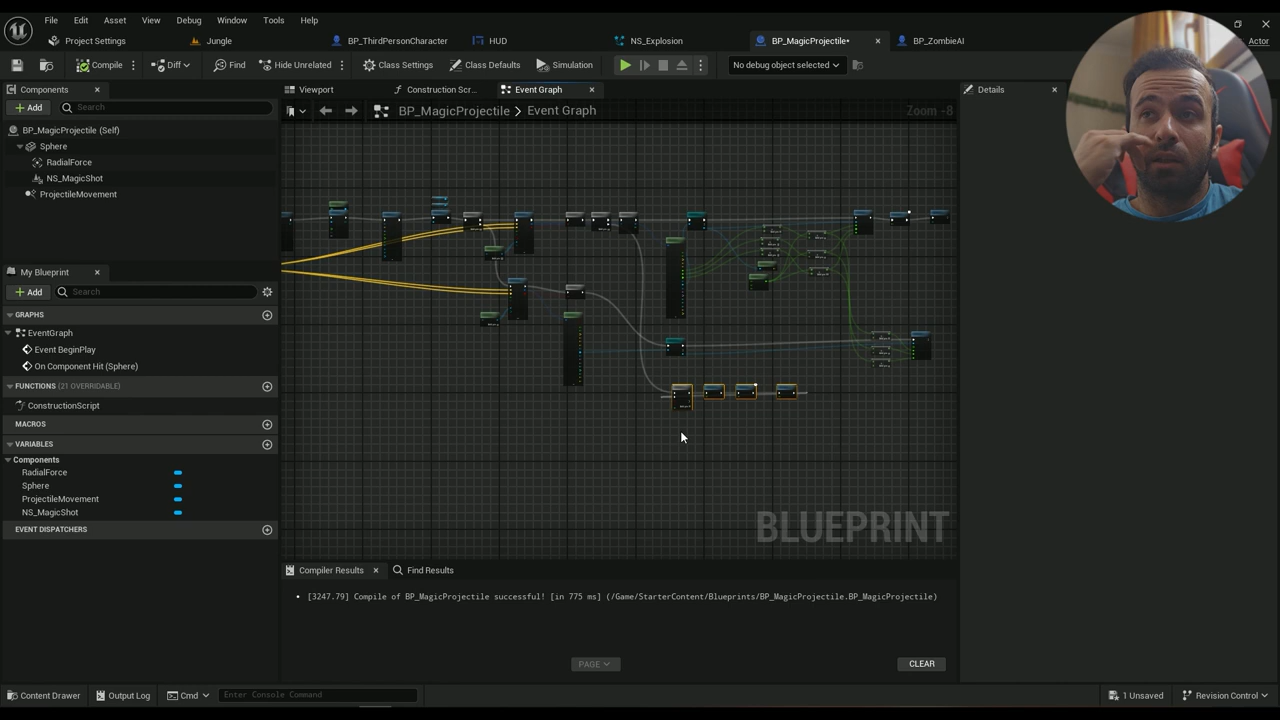 File Edit Asset View Debug Window Tools Help
Project Settings Jungle BP_ThirdPersonCharacter HUD NS_Explosion BP_MagicProjectile• BP_ZombieAI Actor
Compile Diff Find Hide Unrelated Class Settings Class Defaults Simulation No debug object selected
Components
Add Search
BP_MagicProjectile (Self)
Sphere
RadialForce
NS_MagicShot
ProjectileMovement
My Blueprint
Add Search
GRAPHS
EventGraph
Event BeginPlay
On Component Hit (Sphere)
FUNCTIONS (21 OVERRIDABLE)
ConstructionScript
MACROS
VARIABLES
Components
RadialForce
Sphere
ProjectileMovement
NS_MagicShot
EVENT DISPATCHERS
Viewport Construction Scr... Event Graph
BP_MagicProjectile > Event Graph Zoom -8
BLUEPRINT
Details
Compiler Results Find Results
• [3247.79] Compile of BP_MagicProjectile successful! [in 775 ms] (/Game/StarterContent/Blueprints/BP_MagicProjectile.BP_MagicProjectile)
PAGE CLEAR
Content Drawer Output Log Cmd Enter Console Command 1 Unsaved Revision Control